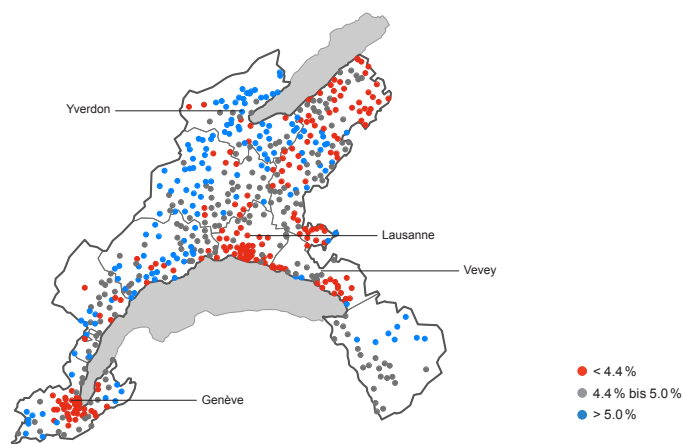 Yverdon
Lausanne
Vevey
Genève
< 4.4 %
4.4 % bis 5.0 %
> 5.0 %